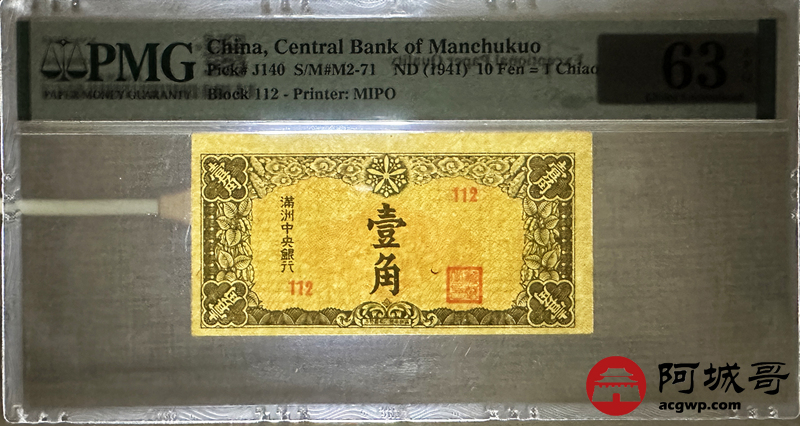 PMG
PAPER MONEY GUARANTY
China, Central Bank of Manchukuo
Pick# J140 S/M#M2-71 ND (1941) 10 Fen = 1 Chiao
Block 112 - Printer: MIPO
63
112
滿洲中央銀行
壹角
112
阿城哥
acgwp.com